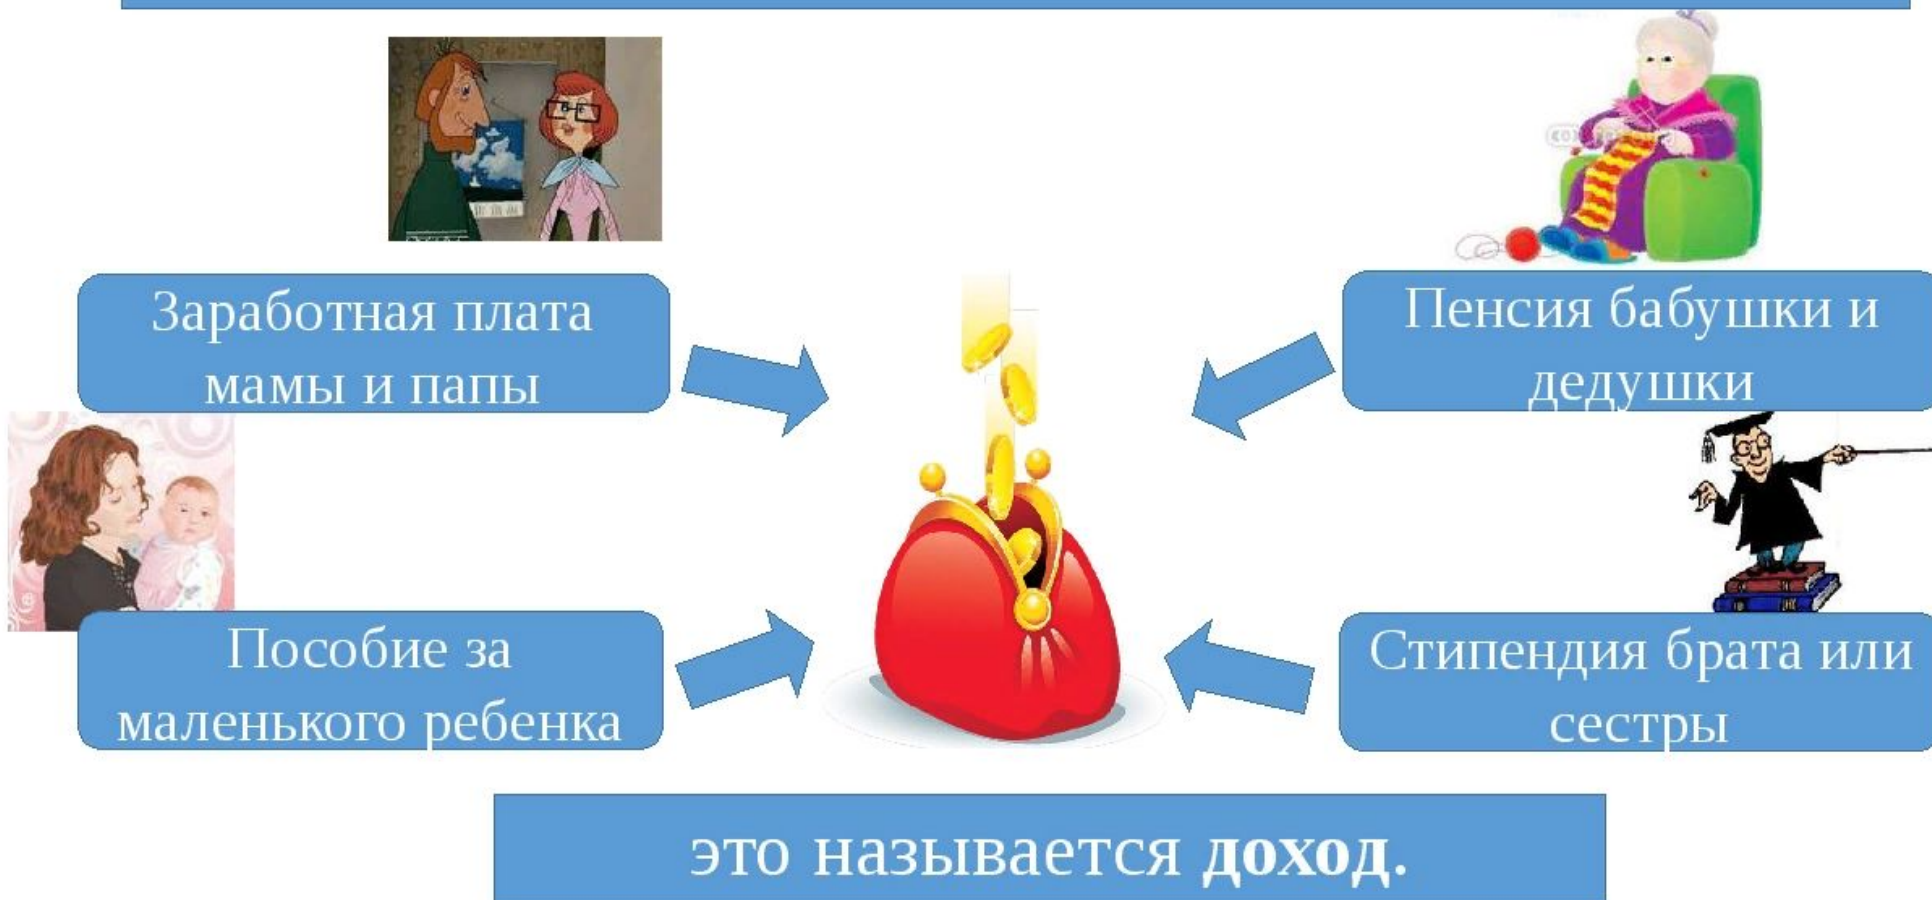 Заработная плата
мамы и папы
Пенсия бабушки и
дедушки
Пособие за
маленького ребенка
Стипендия брата или
сестры
это называется доход.